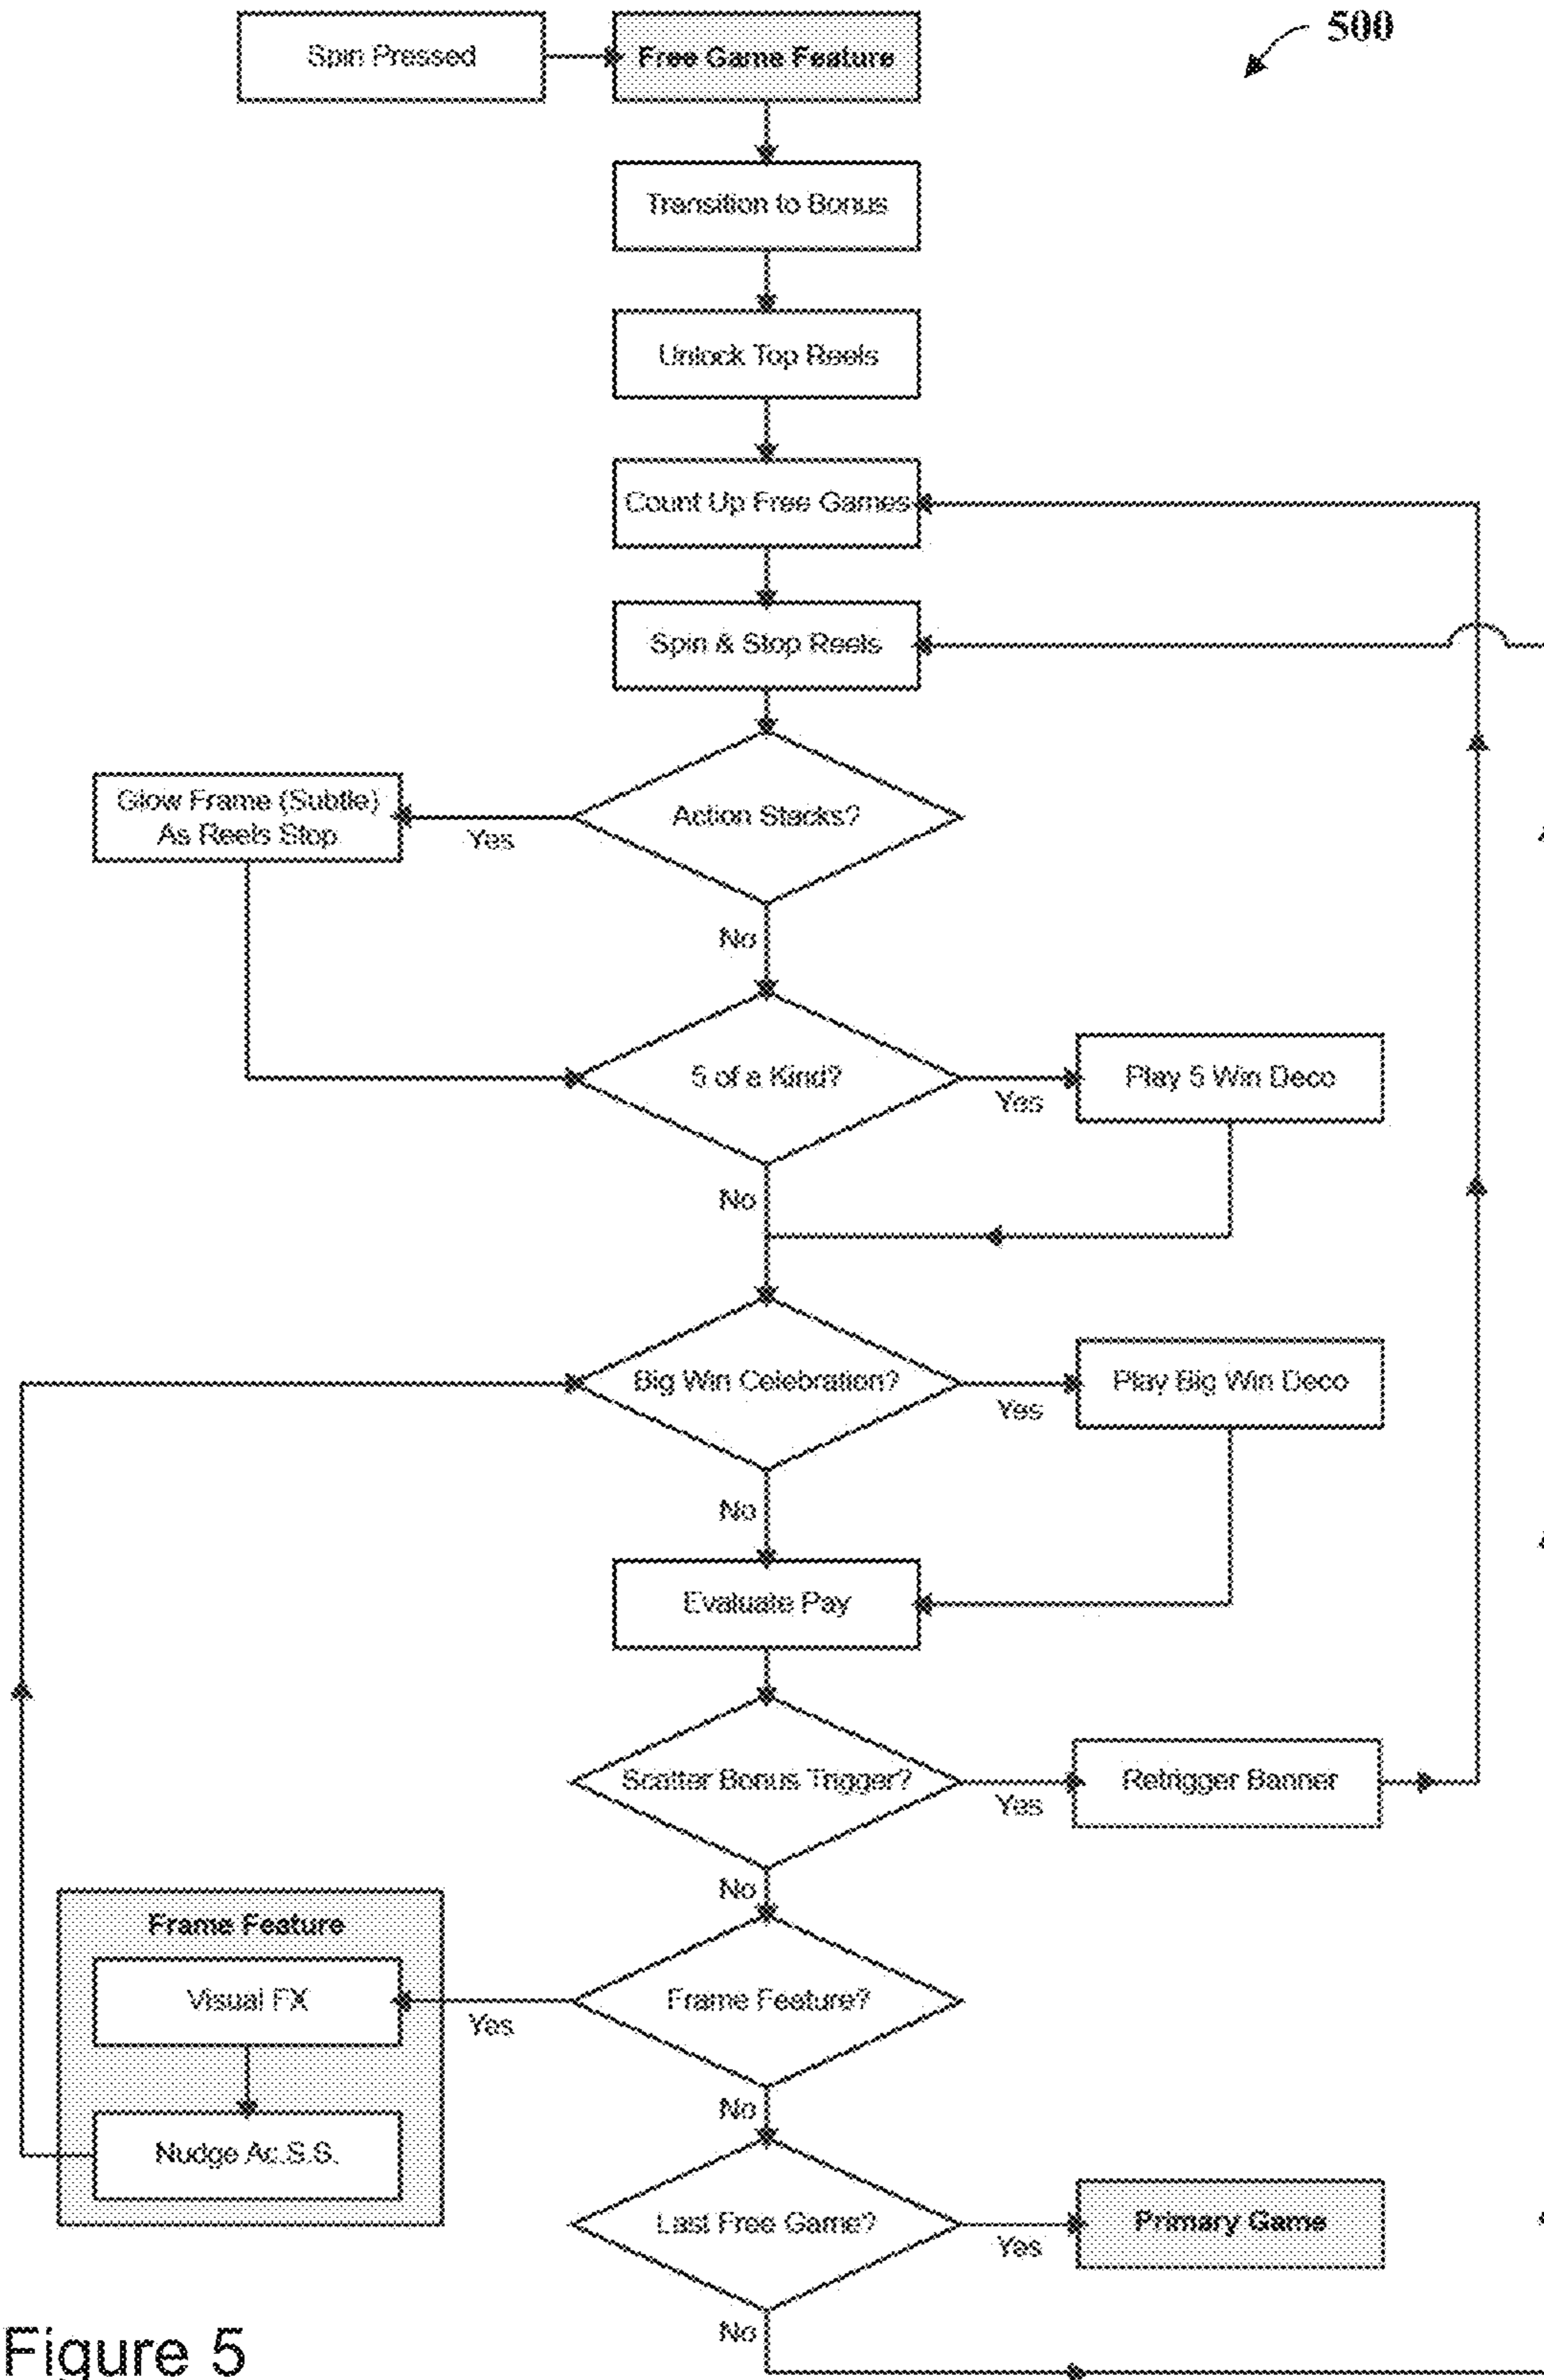 500
Spin Pressed
Free Game Feature
Transition to Bonus
Unlock Top Reels
Count Up Free Games
Spin & Stop Reels
Glow Frame (Subtle)
As Reels Stop
Yes
Action Stacks?
No
5 of a Kind?
Yes
Play 5 Win Deco
No
Big Win Celebration?
Yes
Play Big Win Deco
No
Evaluate Pay
Scatter Bonus Trigger?
Yes
Retrigger Banner
No
Frame Feature
Visual FX
Yes
Frame Feature?
Nudge Ac.S.S.
No
Last Free Game?
Yes
Primary Game
No
Figure 5